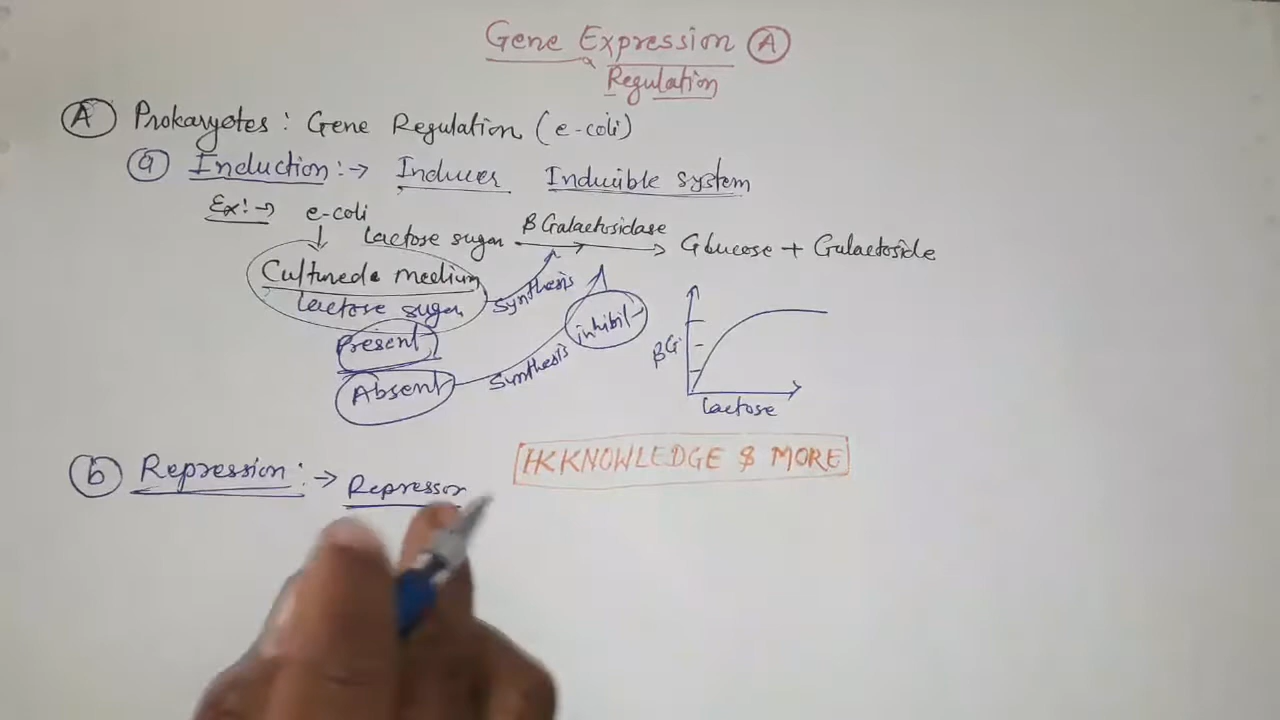 Gene Expression A
Regulation
A Prokaryotes : Gene Regulation (e-coli)
a Induction :→ Inducer Inducible system
Ex :→ e-coli
Lactose sugar β Galactosidase Glucose + Galactoside
Cultured medium
lactose sugar
Synthesis
Present
Absent
Synthesis
inhibit
βG
Lactose
b Repression :→ Repressor
HKKNOWLEDGE & MORE